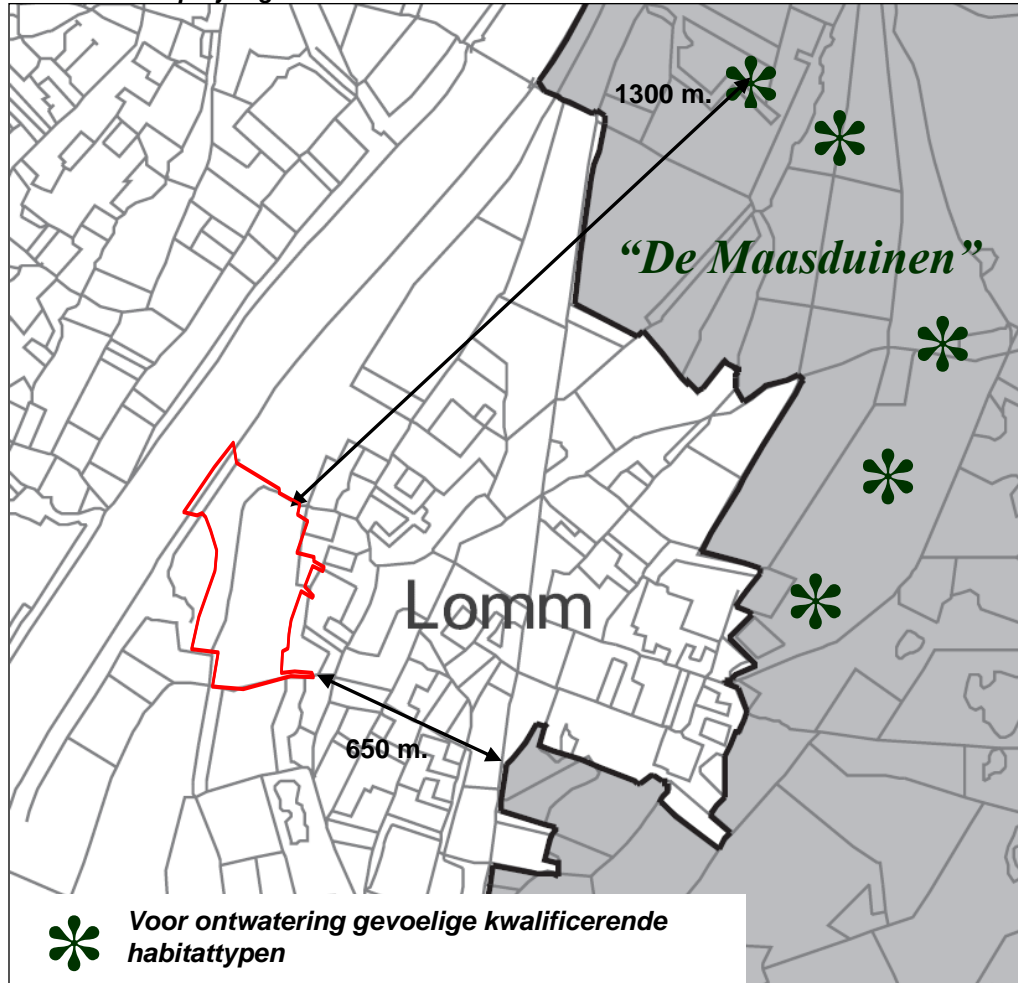 1300 m.
“De Maasduinen”
Lomm
650 m.
Voor ontwatering gevoelige kwalificerende
habitattypen